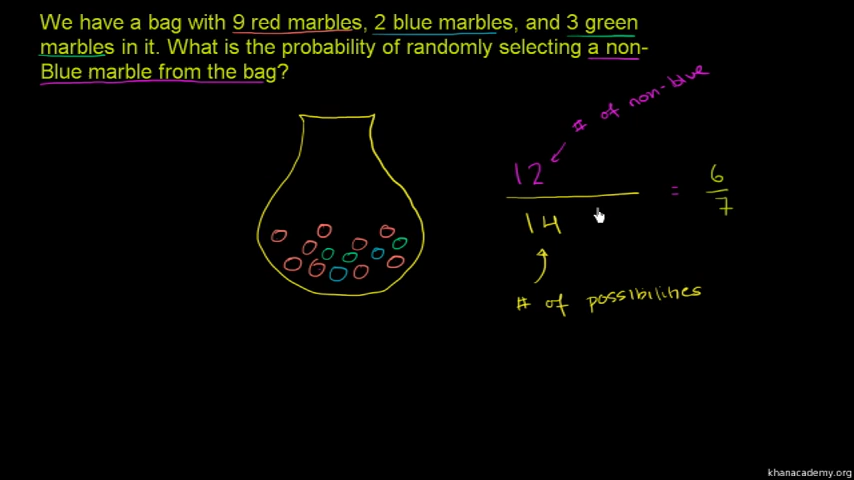 We have a bag with 9 red marbles, 2 blue marbles, and 3 green
marbles in it. What is the probability of randomly selecting a non-
Blue marble from the bag?
# of non-blue
12
14
= 6/7
# of possibilities
khanacademy.org